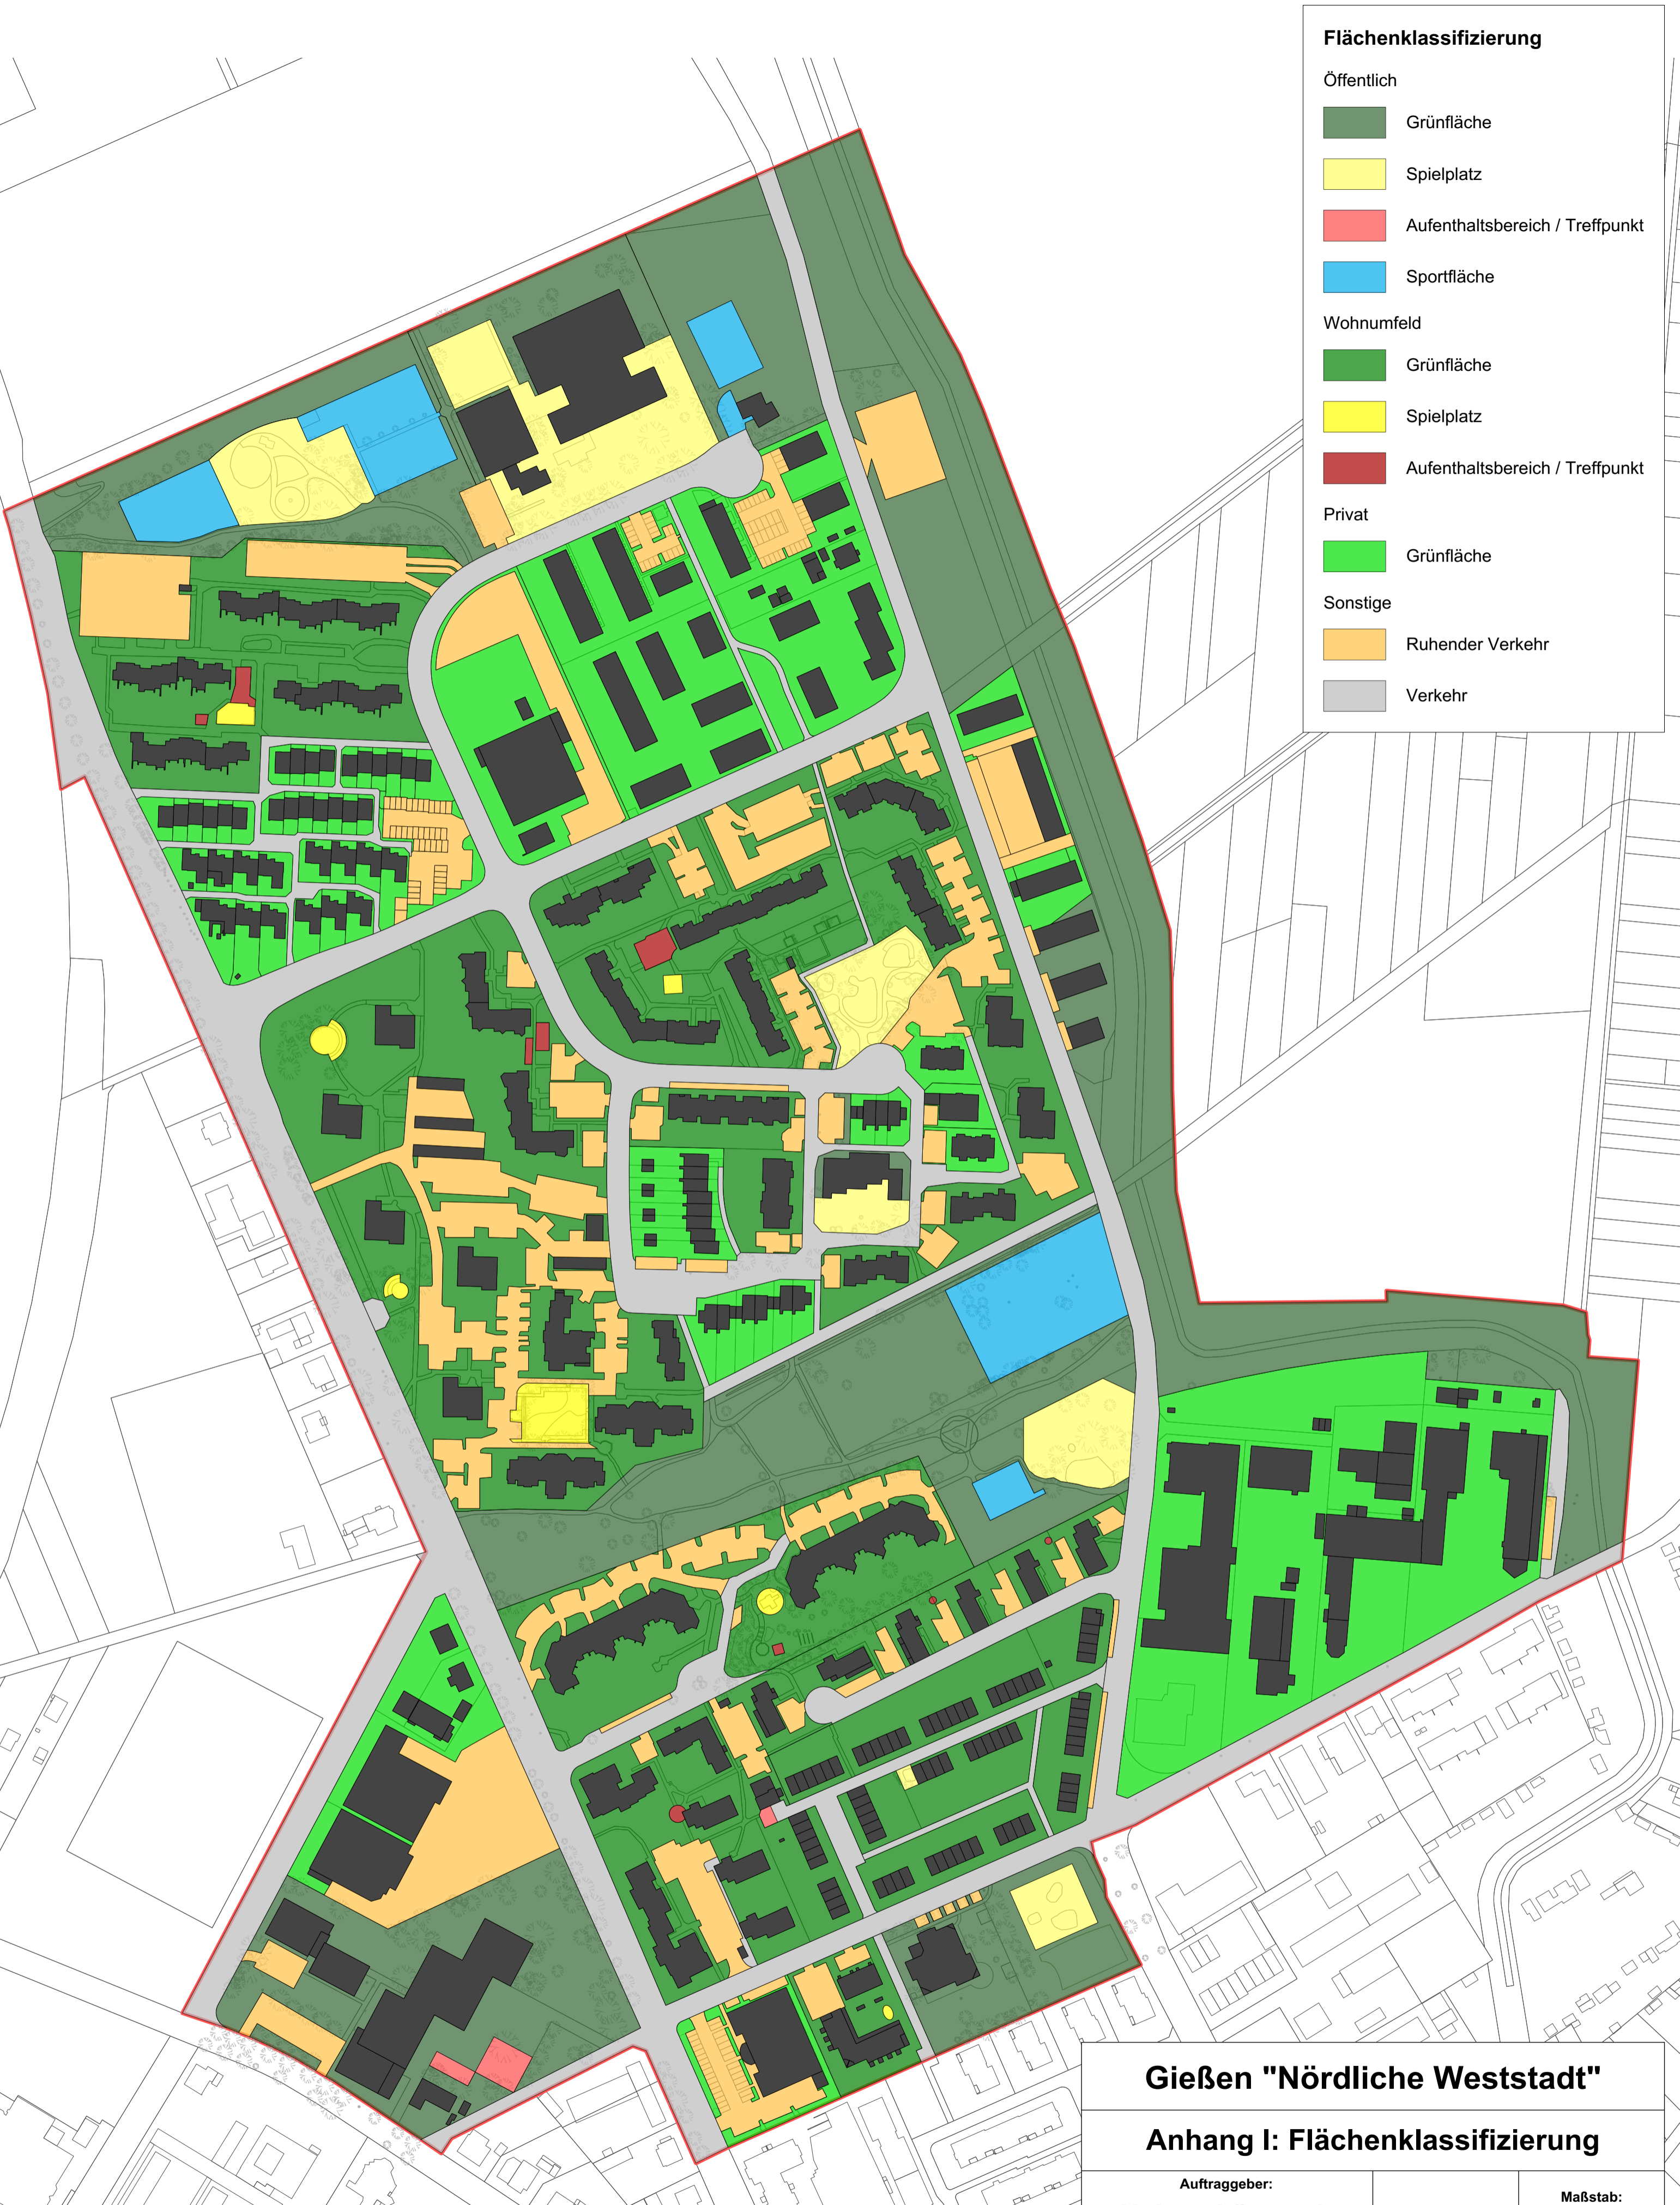 Flächenklassifizierung
Öffentlich
Grünfläche
Spielplatz
Aufenthaltsbereich / Treffpunkt
Sportfläche
Wohnumfeld
Grünfläche
Spielplatz
Aufenthaltsbereich / Treffpunkt
Privat
Grünfläche
Sonstige
Ruhender Verkehr
Verkehr
Gießen "Nördliche Weststadt"
Anhang I: Flächenklassifizierung
Auftraggeber:
Maßstab: